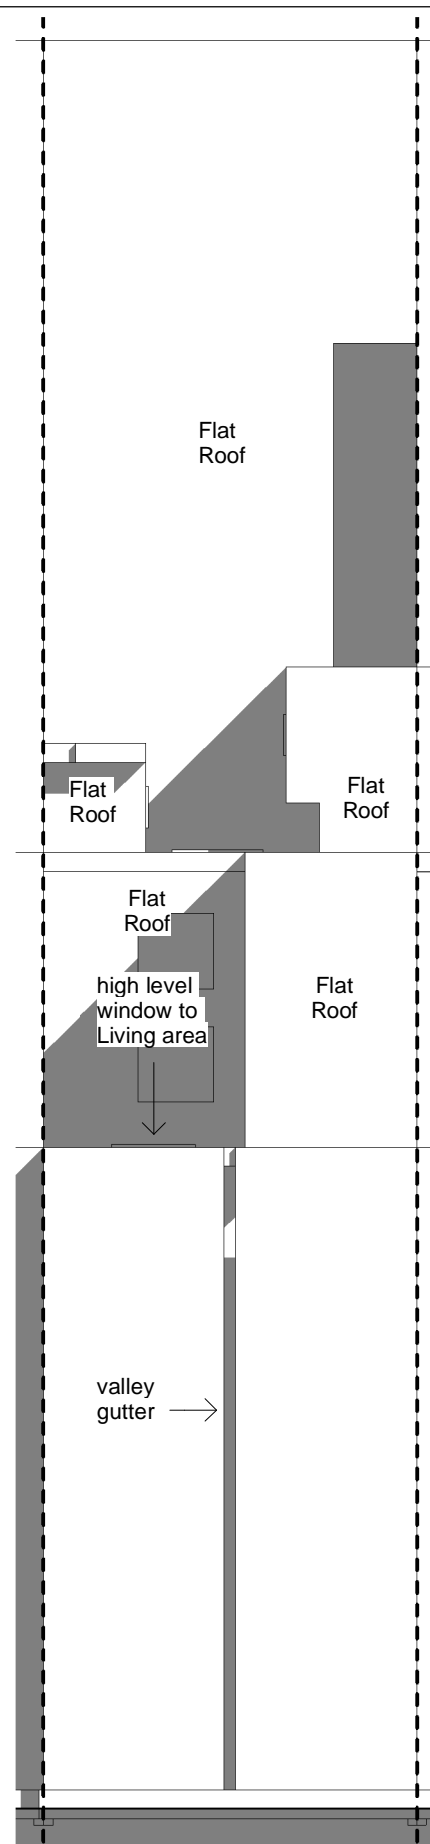 Flat
Roof
Flat
Roof
Flat
Roof
Flat
Roof
high level
window to
Living area
Flat
Roof
valley
gutter